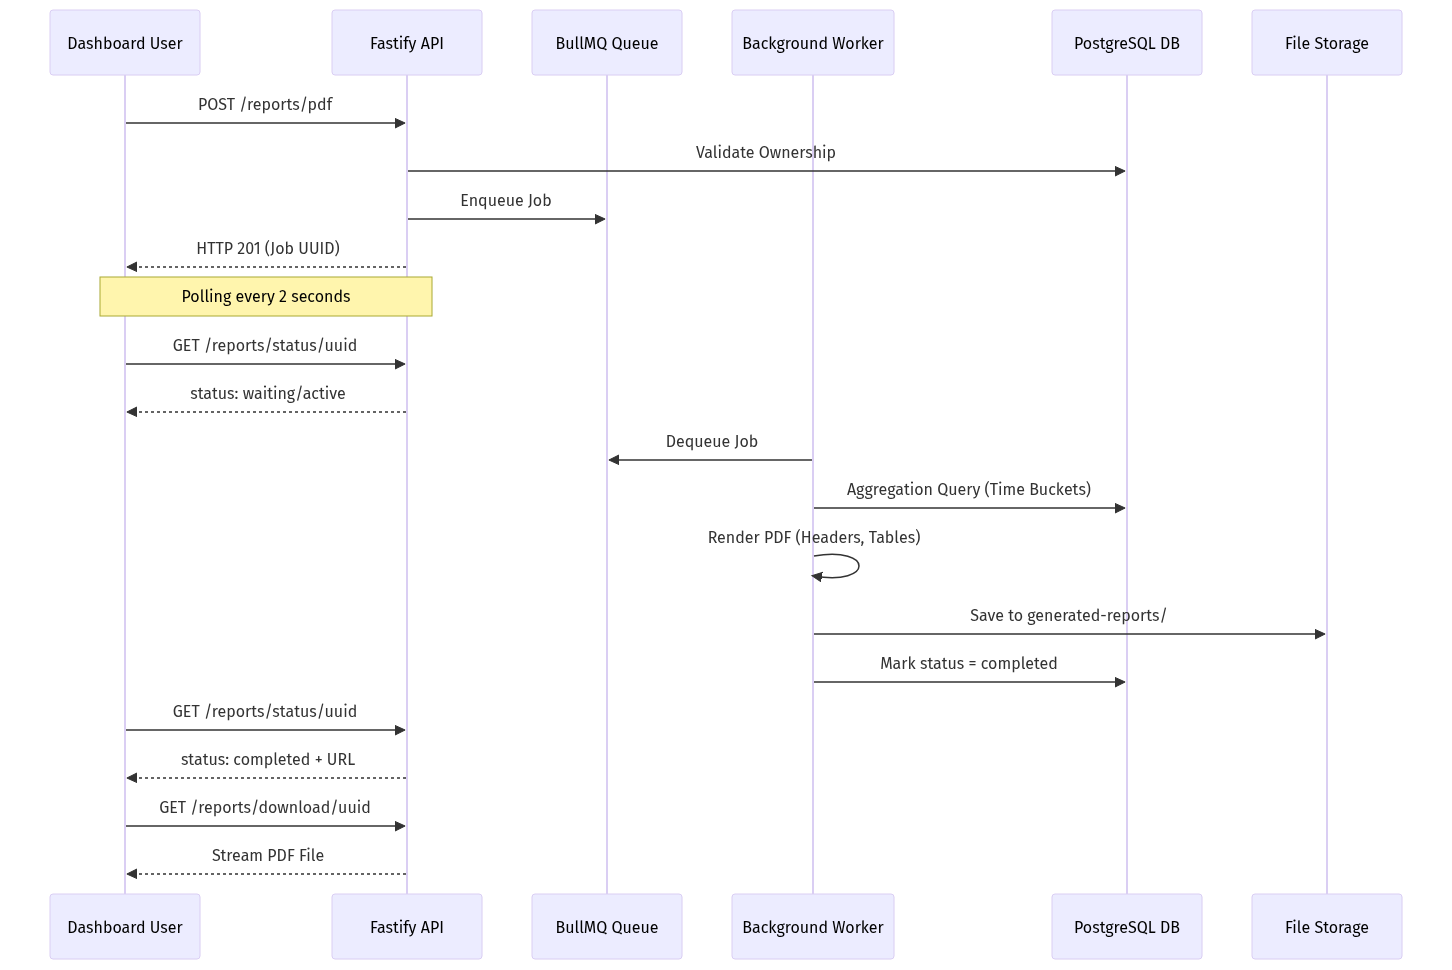 Dashboard User
Fastify API
BullMQ Queue
Background Worker
PostgreSQL DB
File Storage
POST /reports/pdf
Validate Ownership
Enqueue Job
HTTP 201 (Job UUID)
Polling every 2 seconds
GET /reports/status/uuid
status: waiting/active
Dequeue Job
Aggregation Query (Time Buckets)
Render PDF (Headers, Tables)
Save to generated-reports/
Mark status = completed
GET /reports/status/uuid
status: completed + URL
GET /reports/download/uuid
Stream PDF File
Dashboard User
Fastify API
BullMQ Queue
Background Worker
PostgreSQL DB
File Storage